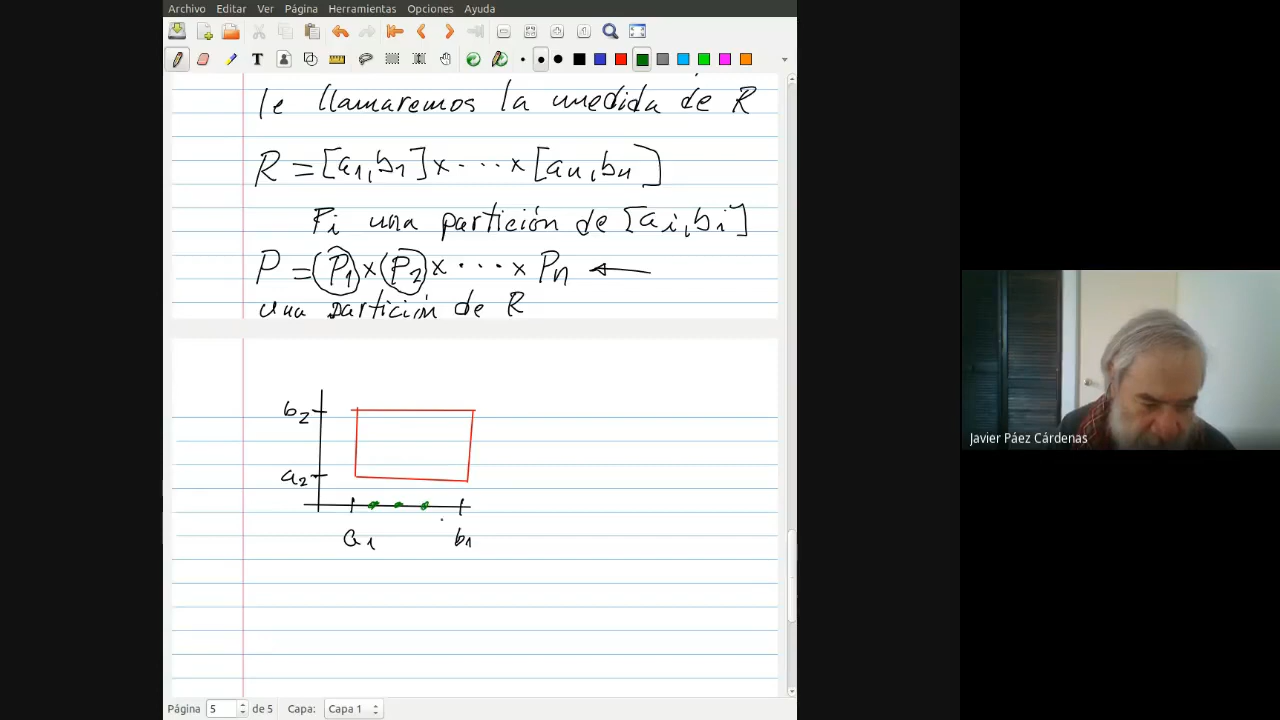 Archivo Editar Ver Página Herramientas Opciones Ayuda
le llamaremos la medida de R
R = [a1,b1] x ··· x [an,bn]
Pi una partición de [ai,bi]
P = (P1) x (P2) x ··· x Pn ←
una partición de R
b2
a2
a1 b1
Javier Páez Cárdenas
Página 5 de 5 Capa: Capa 1